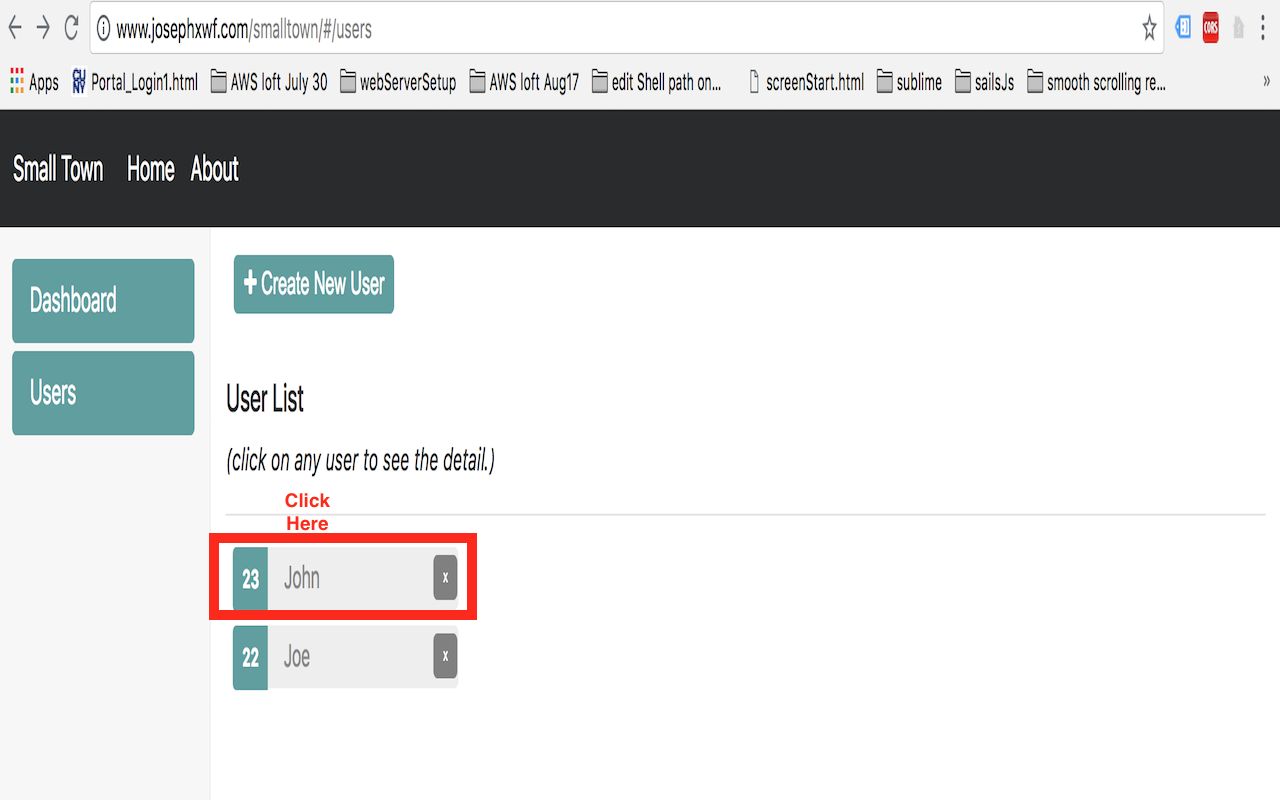 www.josephxwf.com/smalltown/#/users
CORS
Apps Portal_Login1.html AWS loft July 30 webServerSetup AWS loft Aug17 edit Shell path on... screenStart.html sublime sailsJs smooth scrolling re... »
Small Town Home About
Dashboard
Users
Create New User
User List
(click on any user to see the detail.)
Click
Here
23 John x
22 Joe x